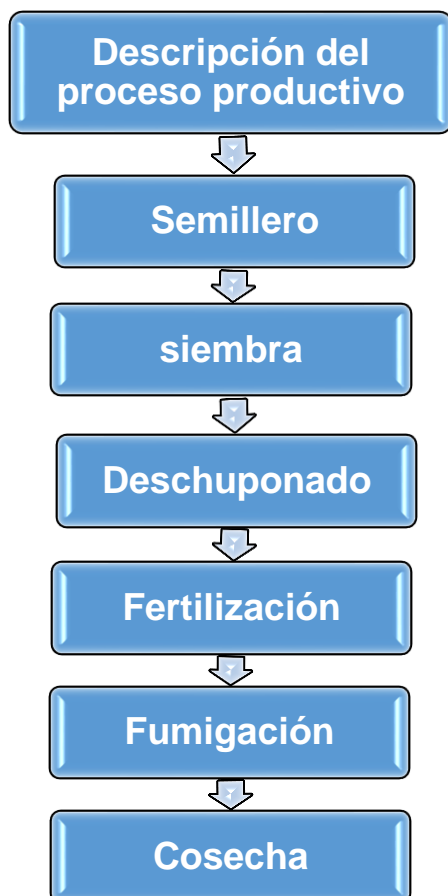 Descripción del
proceso productivo
Semillero
siembra
Deschuponado
Fertilización
Fumigación
Cosecha